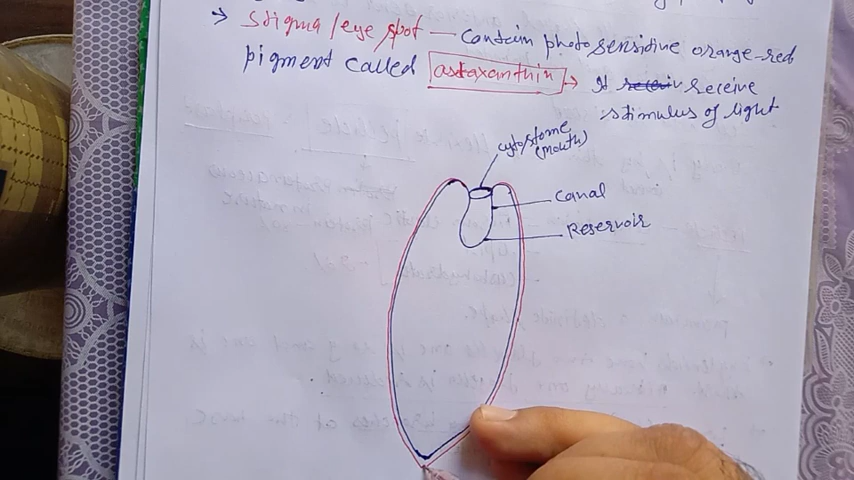 → Stigma/eye spot — Contain photosensitive orange-red
pigment called astaxanthin → It receive
stimulus of light
cytostome
(mouth)
Canal
Reservoir